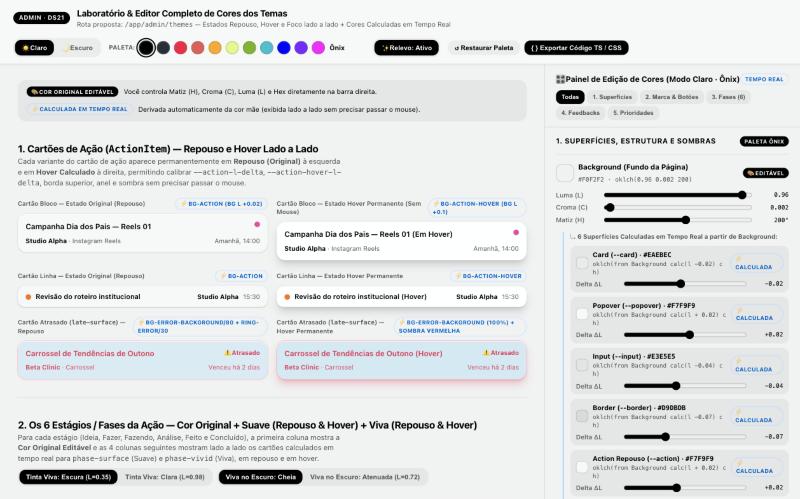 ADMIN · DS21
Laboratório & Editor Completo de Cores dos Temas
Rota proposta: /app/admin/themes — Estados Repouso, Hover e Foco lado a lado + Cores Calculadas em Tempo Real
☀️Claro
🌙Escuro
PALETA:
Ônix
✨Relevo: Ativo
↺ Restaurar Paleta
{ } Exportar Código TS / CSS
🎨 COR ORIGINAL EDITÁVEL
Você controla Matiz (H), Croma (C), Luma (L) e Hex diretamente na barra direita.
⚡ CALCULADA EM TEMPO REAL
Derivada automaticamente da cor mãe (exibida lado a lado sem precisar passar o mouse).
1. Cartões de Ação (ActionItem) — Repouso e Hover Lado a Lado
Cada variante do cartão de ação aparece permanentemente em Repouso (Original) à esquerda
e em Hover Calculado à direita, permitindo calibrar --action-l-delta, --action-hover-l-
delta, borda superior, anel e sombra sem precisar passar o mouse.
Cartão Bloco — Estado Original (Repouso)
⚡ BG-ACTION (BG L +0.02)
Campanha Dia dos Pais — Reels 01
Studio Alpha · Instagram Reels
Amanhã, 14:00
Cartão Bloco — Estado Hover Permanente (Sem
Mouse)
⚡ BG-ACTION-HOVER (BG L
+0.1)
Campanha Dia dos Pais — Reels 01 (Em Hover)
Studio Alpha · Instagram Reels
Amanhã, 14:00
Cartão Linha — Estado Original (Repouso)
⚡ BG-ACTION
Revisão do roteiro institucional
Studio Alpha 15:30
Cartão Linha — Estado Hover Permanente
⚡ BG-ACTION-HOVER
Revisão do roteiro institucional (Hover)
Studio Alpha 15:30
Cartão Atrasado (late-surface) —
Repouso
⚡ BG-ERROR-BACKGROUND/80 + RING-
ERROR/30
Carrossel de Tendências de Outono
⚠️Atrasado
Beta Clinic · Carrossel
Venceu há 2 dias
Cartão Atrasado (late-surface) —
Hover Permanente
⚡ BG-ERROR-BACKGROUND (100%) +
SOMBRA VERMELHA
Carrossel de Tendências de Outono (Hover)
⚠️Atrasado
Beta Clinic · Carrossel
Venceu há 2 dias
2. Os 6 Estágios / Fases da Ação — Cor Original + Suave (Repouso & Hover) + Viva (Repouso & Hover)
Para cada estágio (Ideia, Fazer, Fazendo, Análise, Feito e Concluído), a primeira coluna mostra a
Cor Original Editável e as 4 colunas seguintes mostram lado a lado os cartões calculados em
tempo real para phase-surface (Suave) e phase-vivid (Viva), em repouso e em hover.
Tinta Viva: Escura (L=0.35)
Tinta Viva: Clara (L=0.98)
Viva no Escuro: Cheia
Viva no Escuro: Atenuada (L=0.72)
Painel de Edição de Cores (Modo Claro · Ônix)
TEMPO REAL
Todas
1. Superfícies
2. Marca & Botões
3. Fases (6)
4. Feedbacks
5. Prioridades
1. SUPERFÍCIES, ESTRUTURA E SOMBRAS
PALETA ÔNIX
Background (Fundo da Página)
#F0F2F2 · oklch(0.96 0.002 200)
🎨 EDITÁVEL
Luma (L)
0.96
Croma (C)
0.002
Matiz (H)
200°
↳ 6 Superfícies Calculadas em Tempo Real a partir de Background:
Card (--card) · #EAEBEC
oklch(from Background calc(l -0.02) c
h)
⚡ CALCULADA
Delta ΔL
-0.02
Popover (--popover) · #F7F9F9
oklch(from Background calc(l + 0.02) c
h)
⚡ CALCULADA
Delta ΔL
+0.02
Input (--input) · #E3E5E5
oklch(from Background calc(l -0.04) c
h)
⚡ CALCULADA
Delta ΔL
-0.04
Border (--border) · #D9DBDB
oklch(from Background calc(l -0.07) c
h)
⚡ CALCULADA
Delta ΔL
-0.07
Action Repouso (--action) · #F7F9F9
oklch(from Background calc(l + 0.02) c
h)
⚡ CALCULADA
Delta ΔL
+0.02